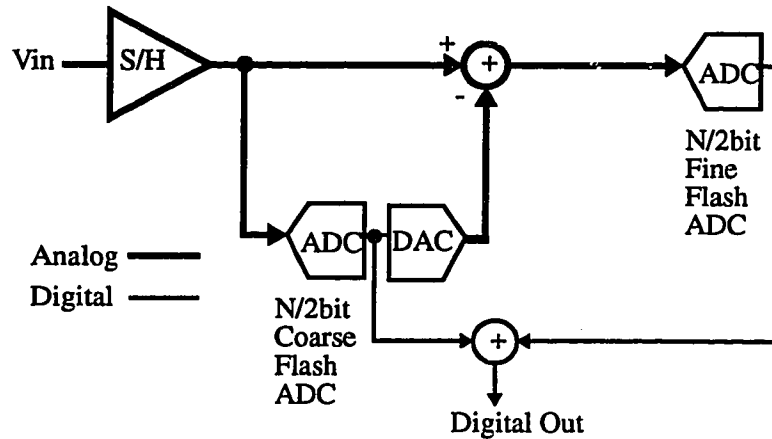 Vin
S/H
+
+
-
ADC
N/2bit
Fine
Flash
ADC
ADC
DAC
Analog
Digital
N/2bit
Coarse
Flash
ADC
+
Digital Out